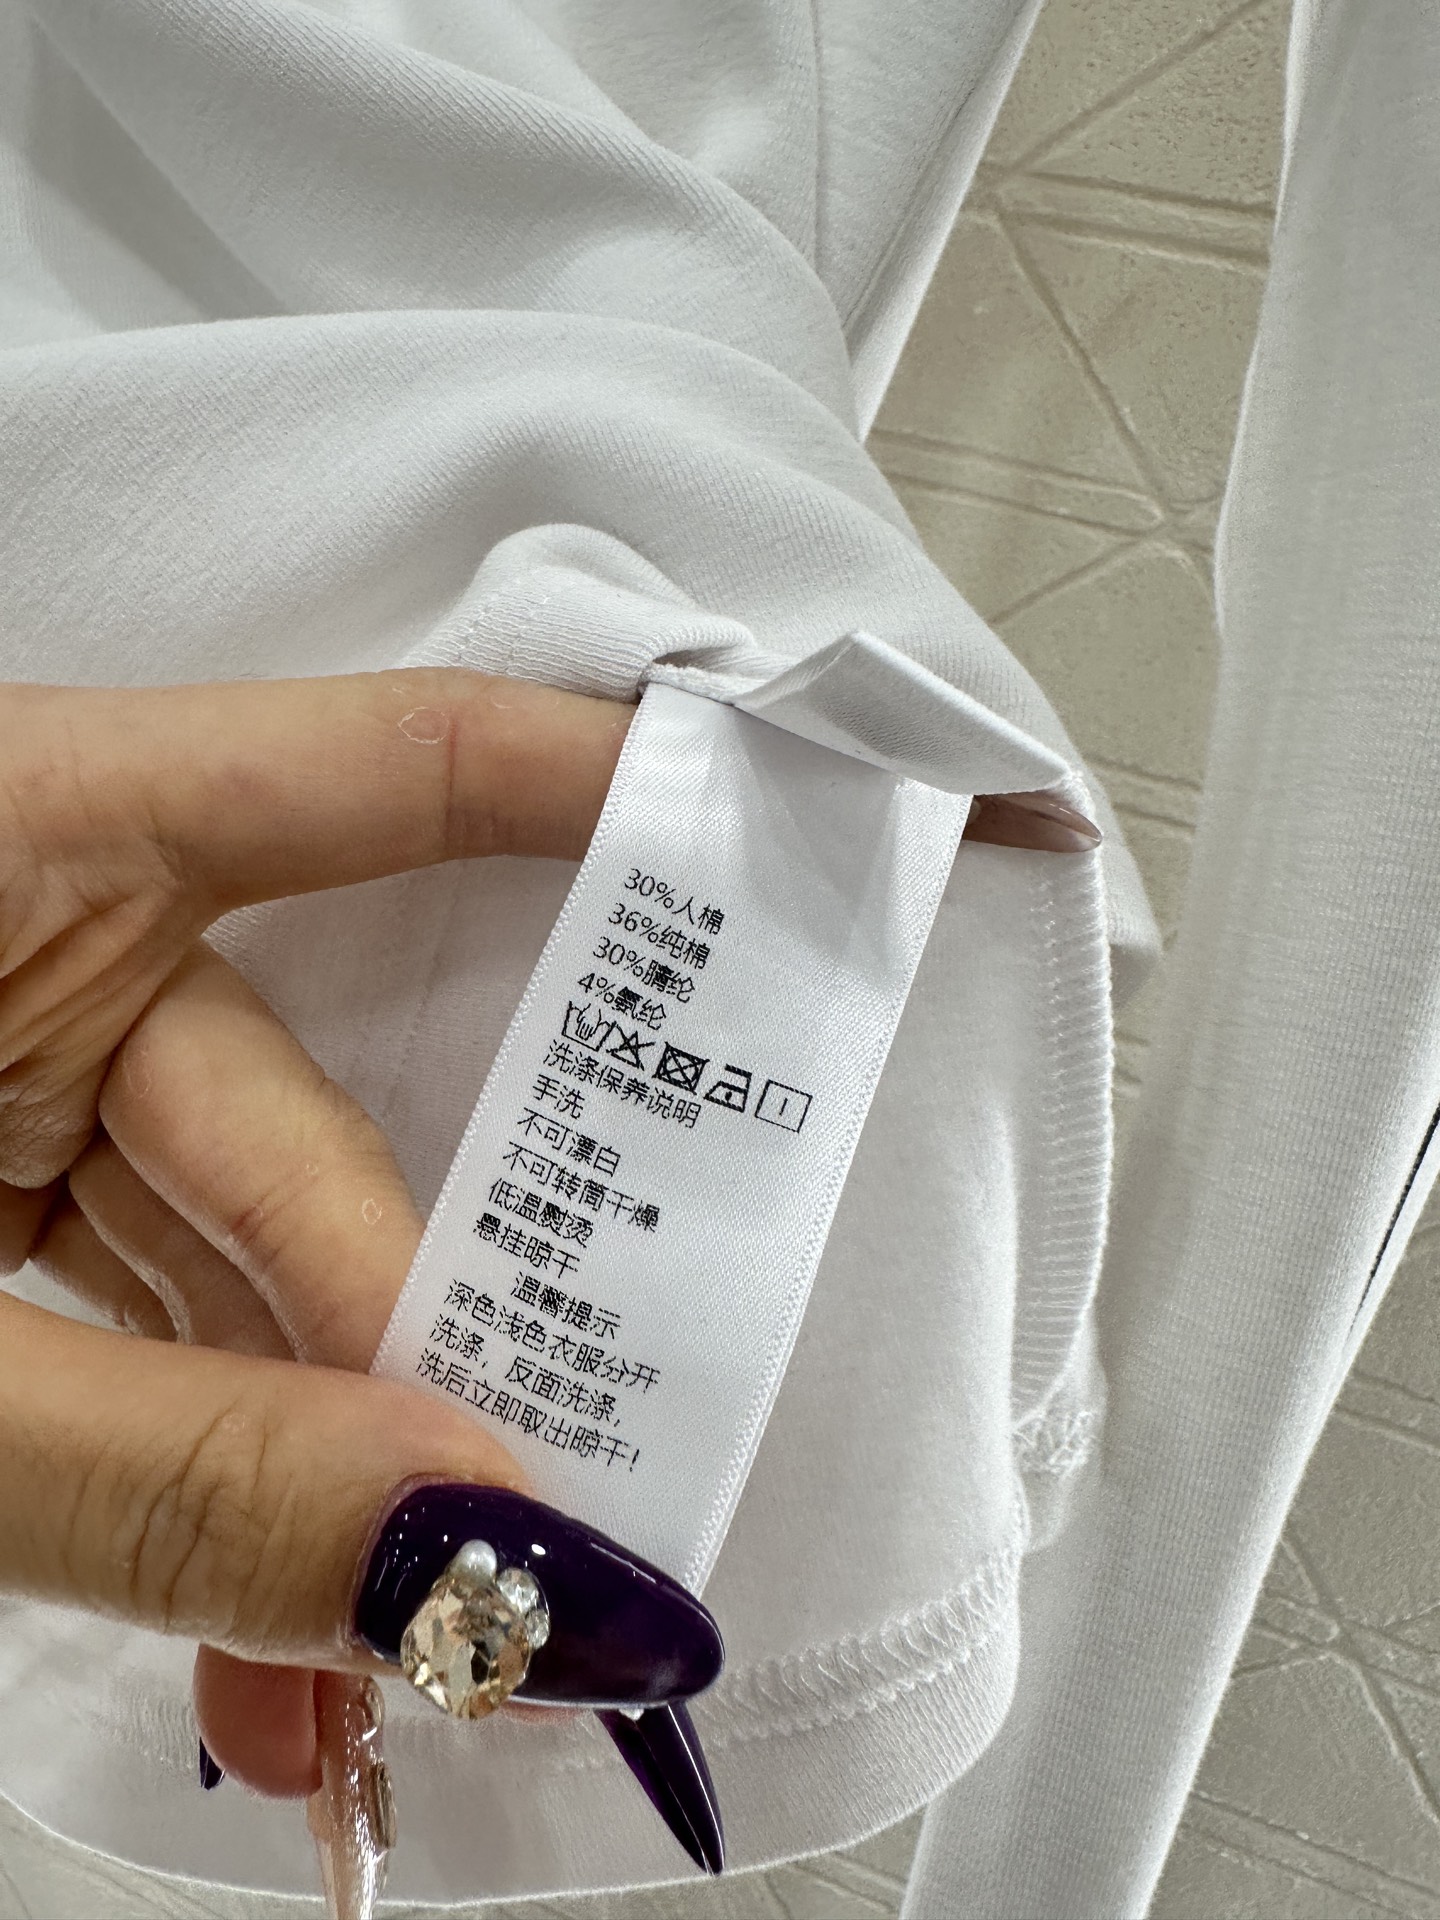 30%人棉
36%纯棉
30%腈纶
4%氨纶
洗涤保养说明
手洗
不可漂白
不可转筒干燥
低温熨烫
悬挂晾干
温馨提示
深色浅色衣服分开
洗涤，反面洗涤，
洗后立即取出晾干！